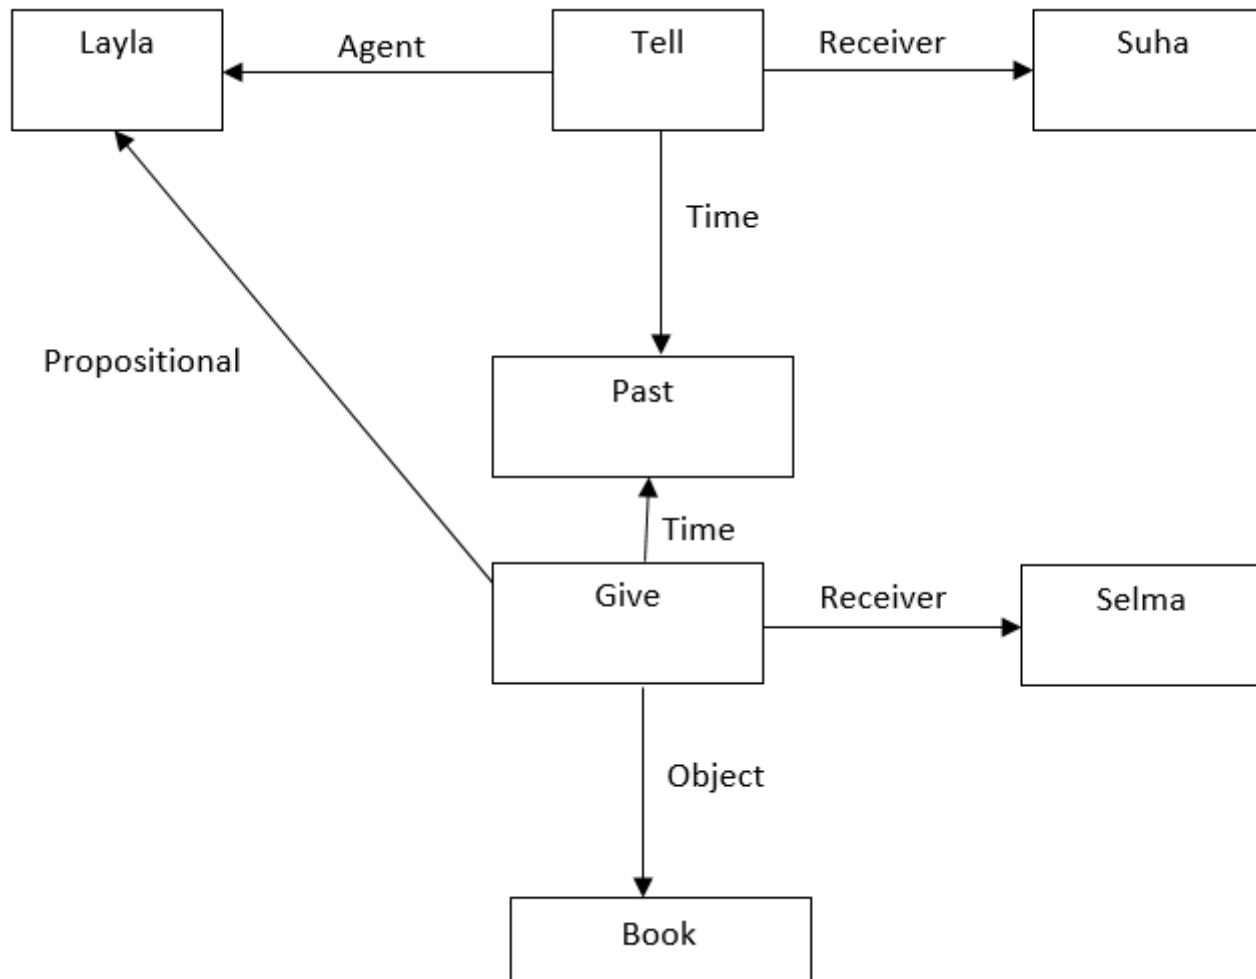 Layla
Agent
Tell
Receiver
Suha
Time
Propositional
Past
Time
Give
Receiver
Selma
Object
Book